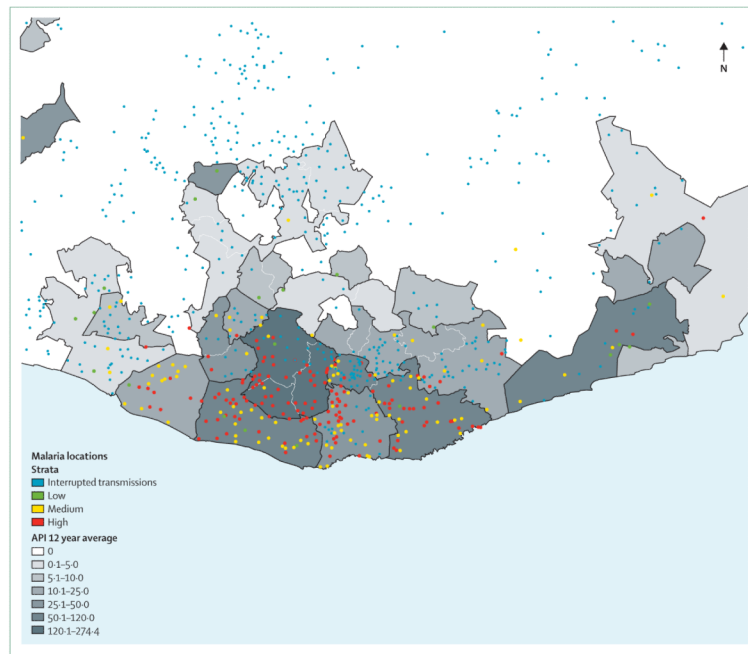 N
Malaria locations
Strata
Interrupted transmissions
Low
Medium
High
API 12 year average
0
0·1–5·0
5·1–10·0
10·1–25·0
25·1–50·0
50·1–120·0
120·1–274·4